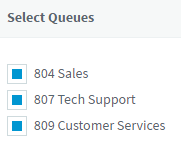 Select Queues
804 Sales
807 Tech Support
809 Customer Services